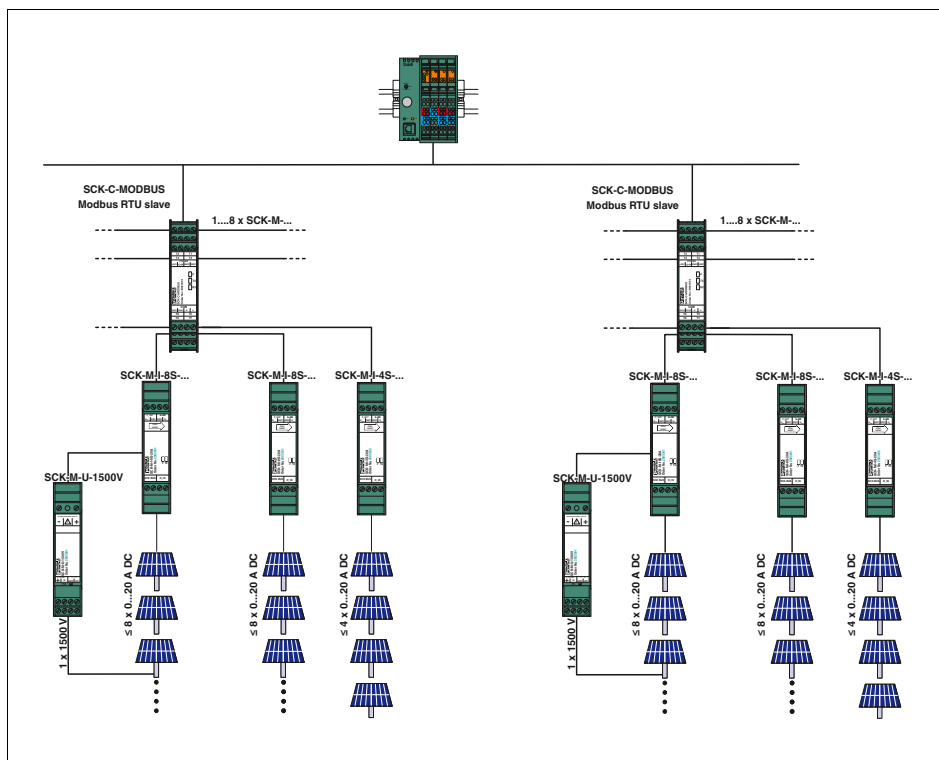 SCK-C-MODBUS
Modbus RTU slave
1....8 x SCK-M-...
SCK-C-MODBUS
Modbus RTU slave
1....8 x SCK-M-...
SCK-M-I-8S-...
SCK-M-I-8S-...
SCK-M-I-4S-...
SCK-M-I-8S-...
SCK-M-I-8S-...
SCK-M-I-4S-...
SCK-M-U-1500V
SCK-M-U-1500V
- +
- +
1 x 1500 V
≤ 8 x 0...20 A DC
≤ 8 x 0...20 A DC
≤ 4 x 0...20 A DC
1 x 1500 V
≤ 8 x 0...20 A DC
≤ 8 x 0...20 A DC
≤ 4 x 0...20 A DC